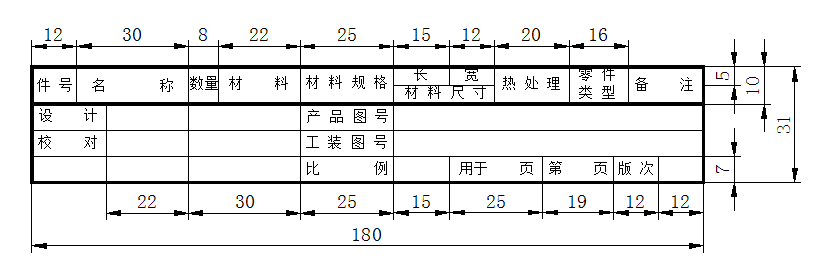 12 30 8 22 25 15 12 20 16
件号 名 称 数量 材 料 材料规格 长 宽 热处理 零件 备 注 5
材料尺寸 类型 10
设 计 产品图号 31
校 对 工装图号
比 例 用于 页 第 页 版次 7
22 30 25 15 25 19 12 12
180